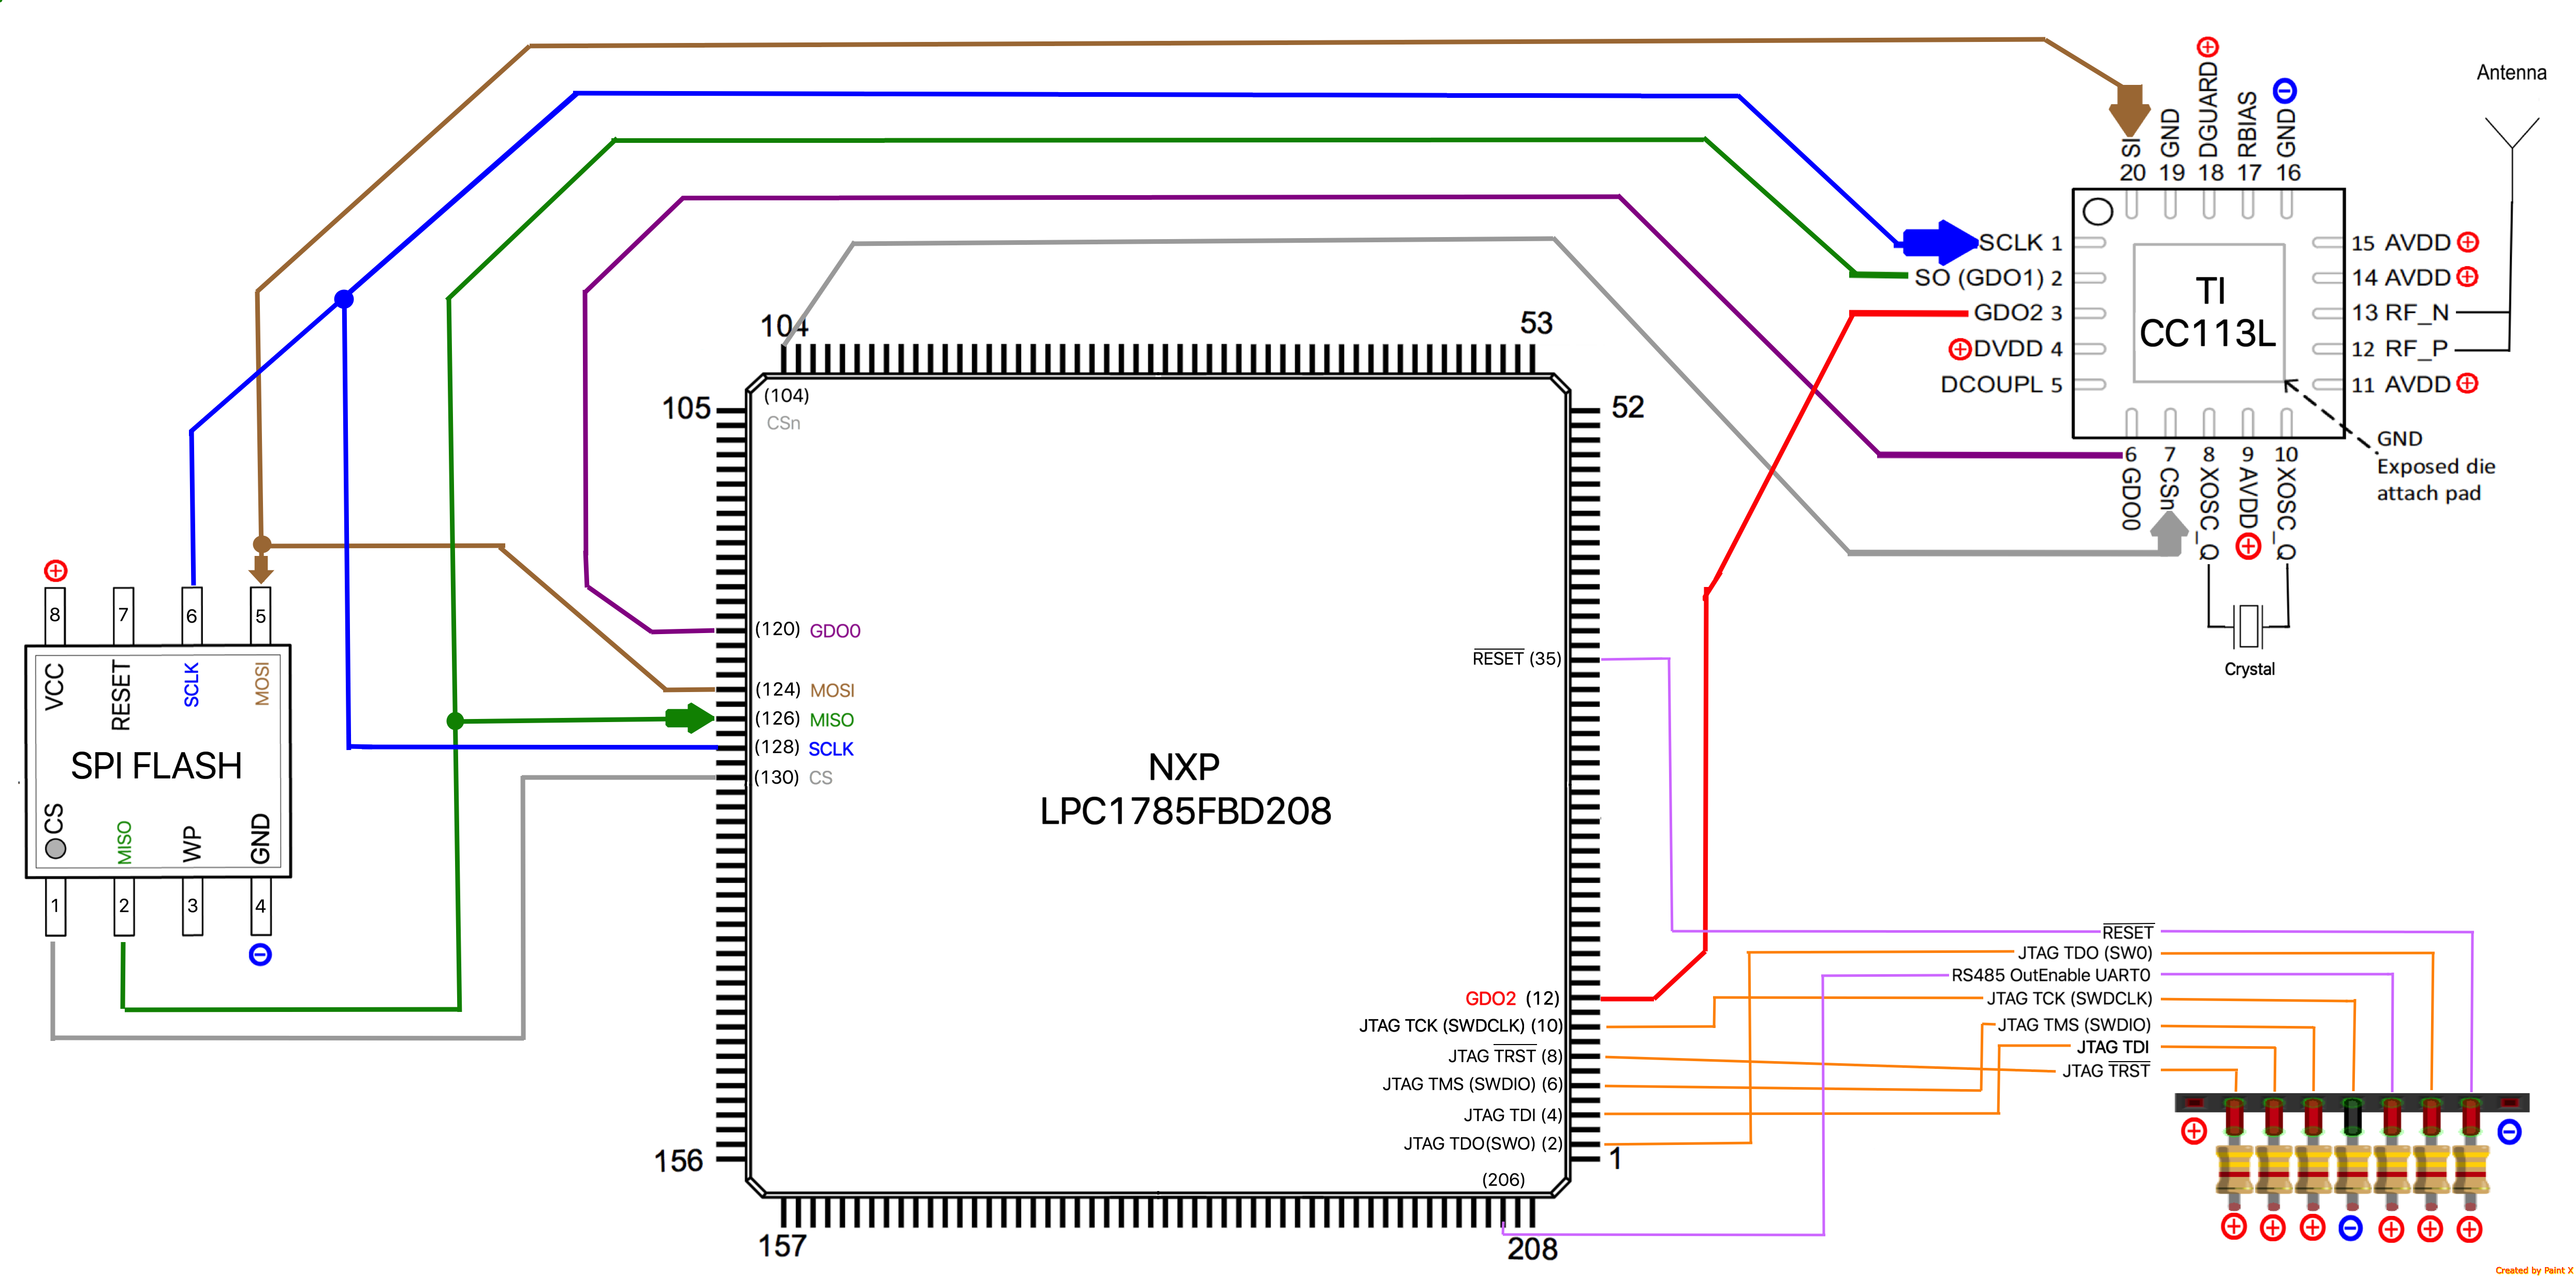 Antenna
SI
GND
DGUARD
RBIAS
GND
20 19 18 17 16
SCLK 1
SO (GDO1) 2
GDO2 3
DVDD 4
DCOUPL 5
TI
CC113L
15 AVDD
14 AVDD
13 RF_N
12 RF_P
11 AVDD
6 7 8 9 10
GDO0
CSn
XOSC_Q
AVDD
XOSC_Q
GND
Exposed die
attach pad
Crystal
104
53
105
52
(104)
CSn
8 7 6 5
VCC
RESET
SCLK
MOSI
SPI FLASH
CS
MISO
WP
GND
1 2 3 4
(120) GDO0
(124) MOSI
(126) MISO
(128) SCLK
(130) CS
RESET (35)
NXP
LPC1785FBD208
GDO2 (12)
JTAG TCK (SWDCLK) (10)
JTAG TRST (8)
JTAG TMS (SWDIO) (6)
JTAG TDI (4)
JTAG TDO(SWO) (2)
(206)
156
1
157
208
RESET
JTAG TDO (SW0)
RS485 OutEnable UART0
JTAG TCK (SWDCLK)
JTAG TMS (SWDIO)
JTAG TDI
JTAG TRST
Created by Paint X